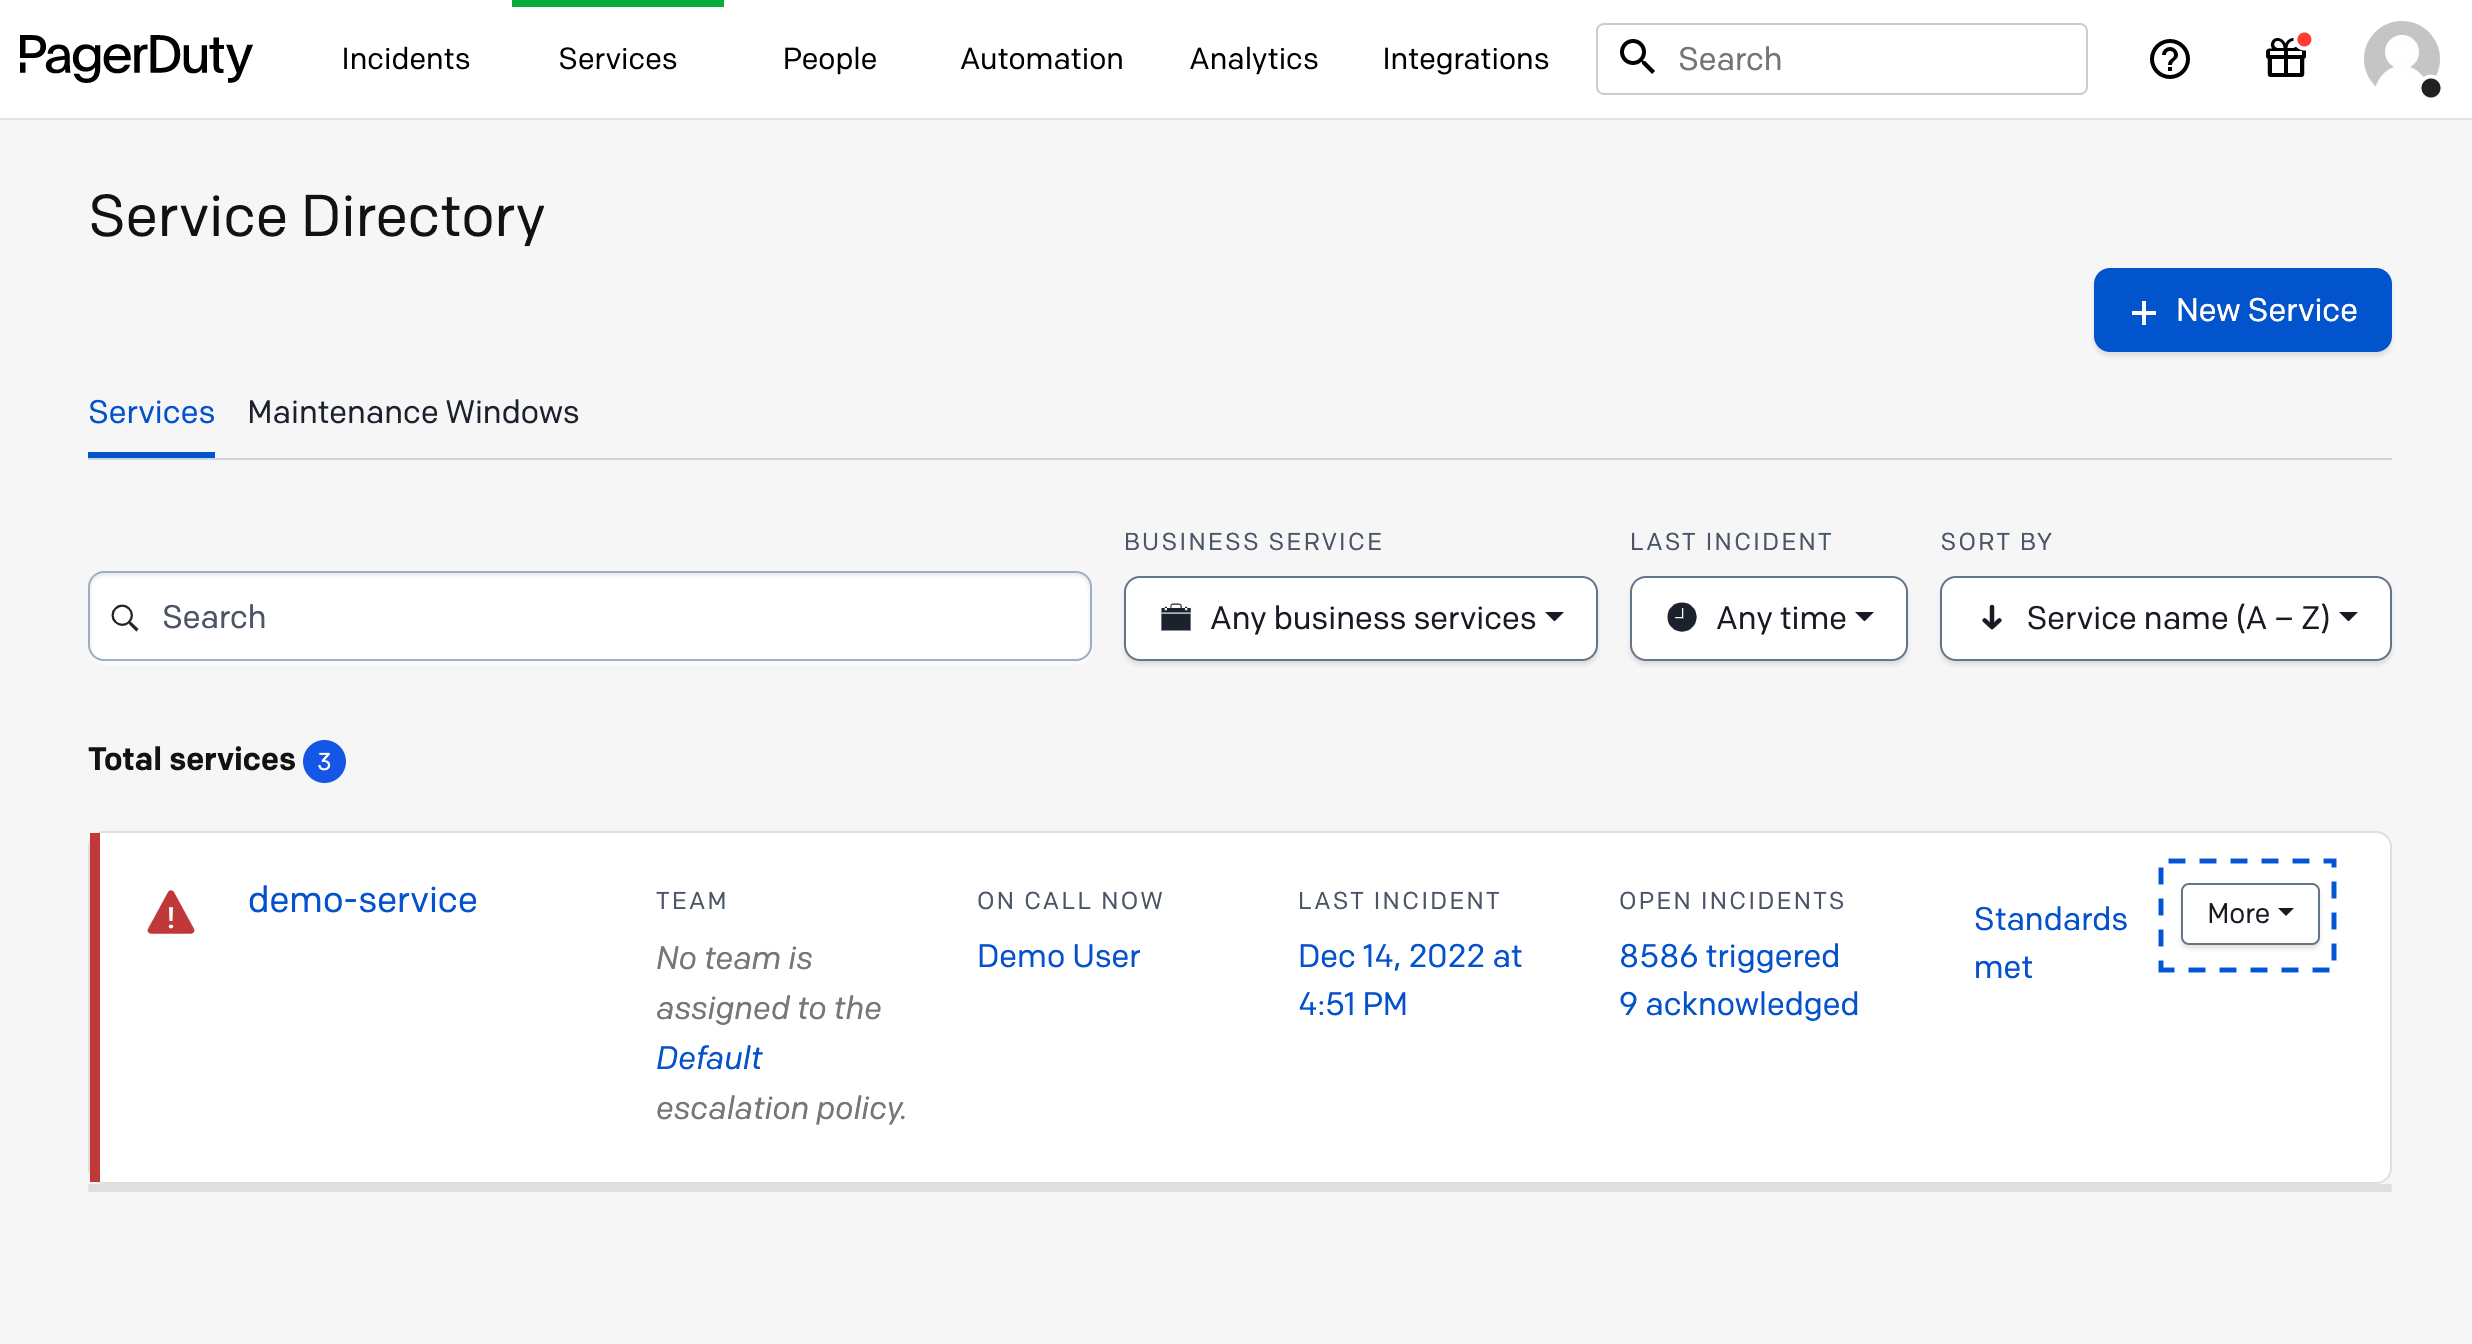 PagerDuty Incidents Services People Automation Analytics Integrations Search
Service Directory
+ New Service
Services Maintenance Windows
BUSINESS SERVICE LAST INCIDENT SORT BY
Search Any business services Any time Service name (A – Z)
Total services 3
demo-service
TEAM
No team is
assigned to the
Default
escalation policy.
ON CALL NOW
Demo User
LAST INCIDENT
Dec 14, 2022 at
4:51 PM
OPEN INCIDENTS
8586 triggered
9 acknowledged
Standards
met
More